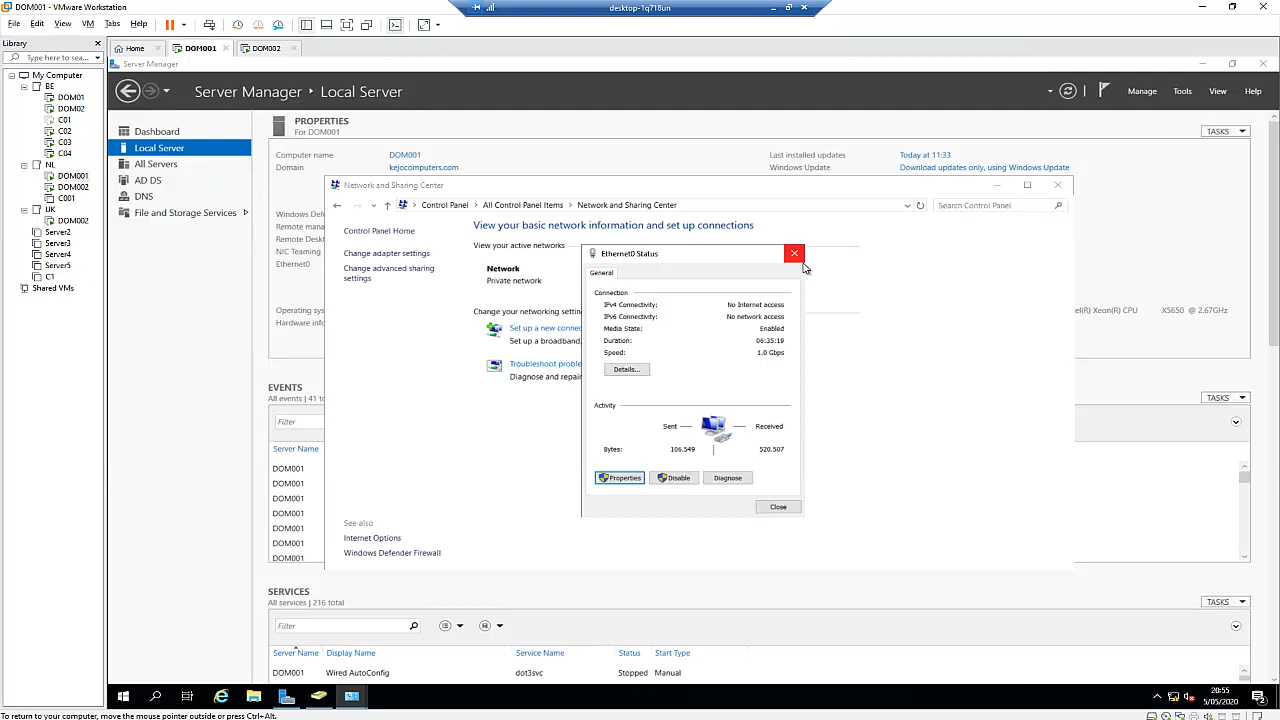 DOM001 - VMware Workstation
desktop-1q718un
File Edit View VM Tabs Help
Library
Type here to sea...
Home
DOM001
DOM002
My Computer
BE
DOM01
DOM02
C01
C02
C03
C04
NL
DOM001
DOM002
C001
UK
DOM002
Server2
Server3
Server4
Server5
C1
Shared VMs
Server Manager
Server Manager • Local Server
Manage Tools View Help
Dashboard
Local Server
All Servers
AD DS
DNS
File and Storage Services
PROPERTIES
For DOM001
TASKS
Computer name DOM001
Domain kejocomputers.com
Last installed updates Today at 11:33
Windows Update Download updates only, using Windows Update
Windows Def
Remote mana
Remote Deskt
NIC Teaming
Ethernet0
Operating sys
Hardware info
el(R) Xeon(R) CPU X5650 @ 2.67GHz
Network and Sharing Center
Control Panel All Control Panel Items Network and Sharing Center
Search Control Panel
Control Panel Home
Change adapter settings
Change advanced sharing
settings
View your basic network information and set up connections
View your active networks
Network
Private network
Change your networking settin
Set up a new connec
Set up a broadband,
Troubleshoot proble
Diagnose and repair
See also
Internet Options
Windows Defender Firewall
Ethernet0 Status
General
Connection
IPv4 Connectivity: No Internet access
IPv6 Connectivity: No network access
Media State: Enabled
Duration: 06:35:19
Speed: 1.0 Gbps
Details...
Activity
Sent Received
Bytes: 106.549 520.507
Properties Disable Diagnose
Close
EVENTS
All events | 41 to
TASKS
Filter
Server Name
DOM001
DOM001
DOM001
DOM001
DOM001
DOM001
DOM001
SERVICES
All services | 216 total
TASKS
Filter
Server Name Display Name Service Name Status Start Type
DOM001 Wired AutoConfig dot3svc Stopped Manual
20:55
5/05/2020
2
To return to your computer, move the mouse pointer outside or press Ctrl+Alt.